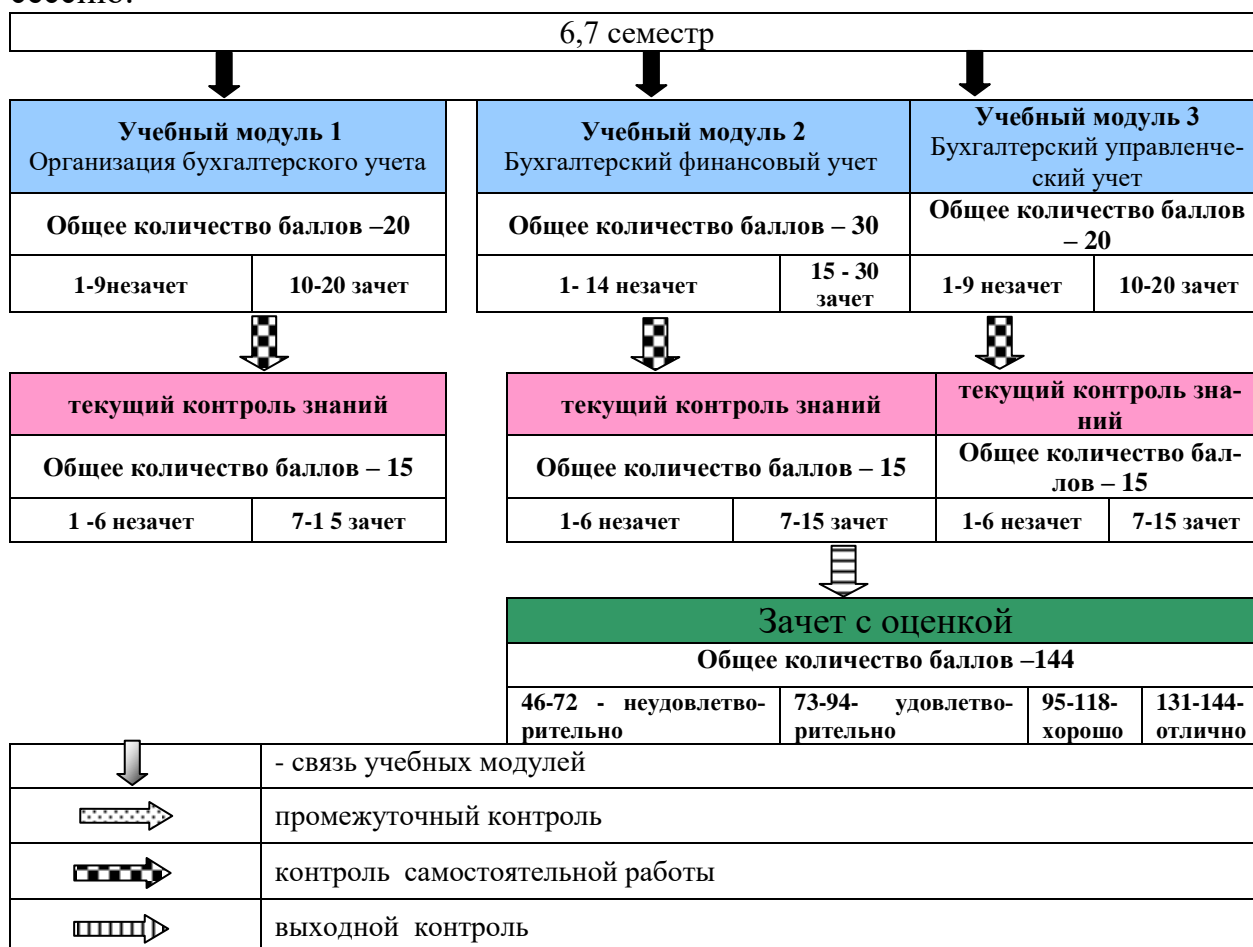 6,7 семестр
Учебный модуль 1
Организация бухгалтерского учета
Учебный модуль 2
Бухгалтерский финансовый учет
Учебный модуль 3
Бухгалтерский управленче-
ский учет
Общее количество баллов –20
Общее количество баллов – 30
Общее количество баллов
– 20
1-9незачет
10-20 зачет
1- 14 незачет
15 - 30
зачет
1-9 незачет
10-20 зачет
текущий контроль знаний
текущий контроль знаний
текущий контроль зна-
ний
Общее количество баллов – 15
Общее количество баллов – 15
Общее количество бал-
лов – 15
1 -6 незачет
7-1 5 зачет
1-6 незачет
7-15 зачет
1-6 незачет
7-15 зачет
Зачет с оценкой
Общее количество баллов –144
46-72 - неудовлетво-
рительно
73-94- удовлетво-
рительно
95-118-
хорошо
131-144-
отлично
- связь учебных модулей
промежуточный контроль
контроль самостоятельной работы
выходной контроль